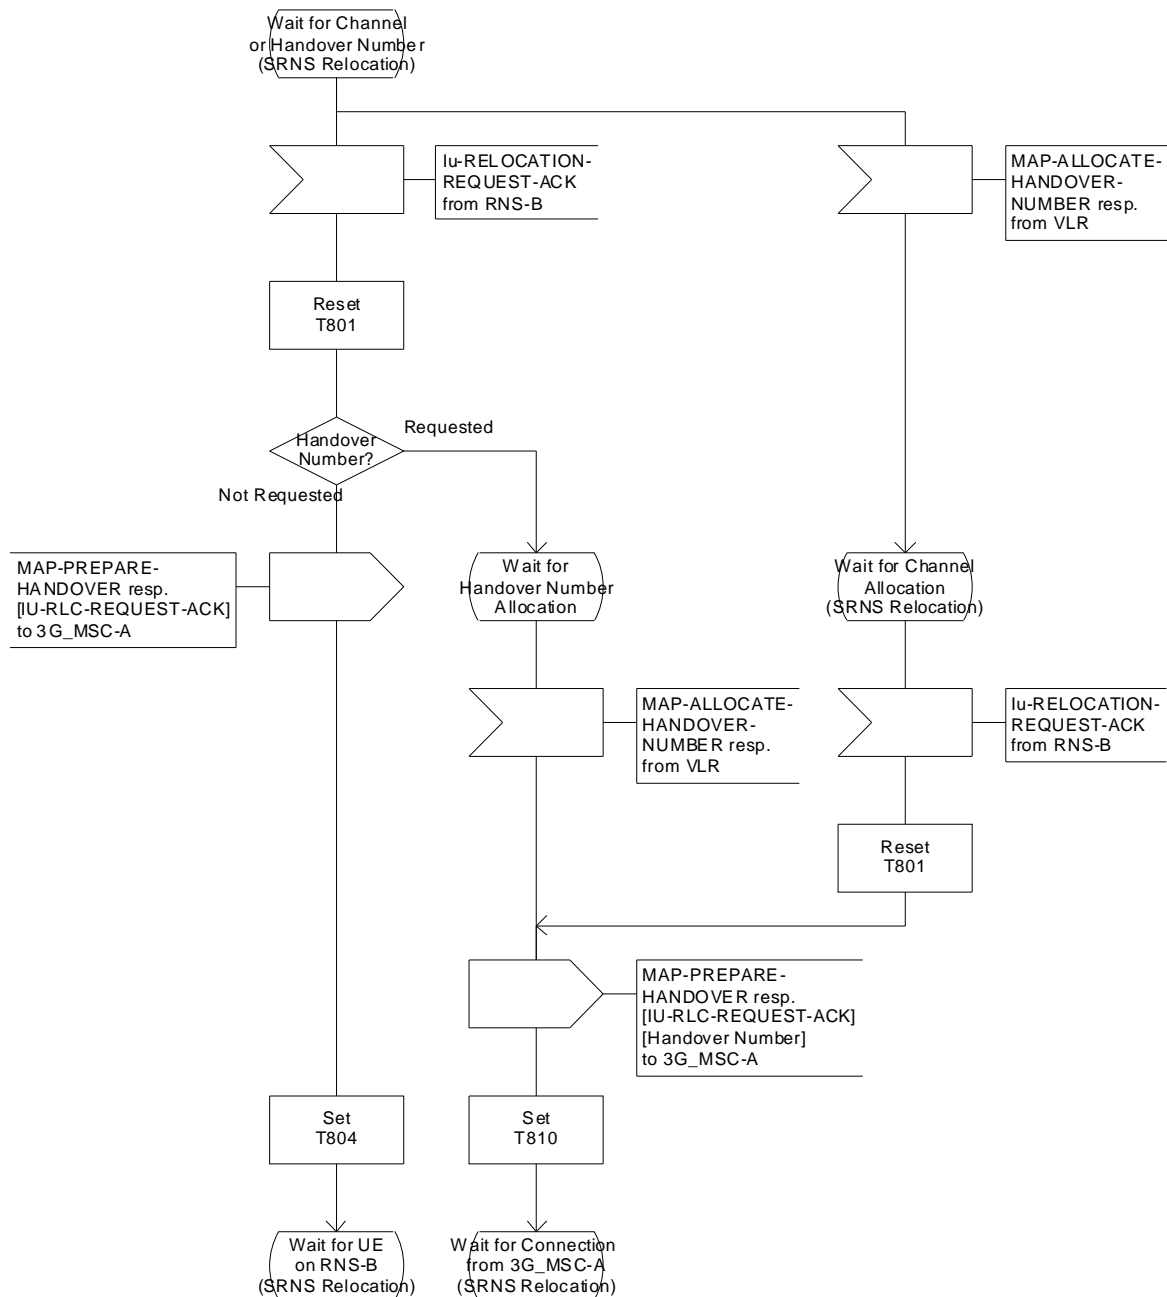 Wait for Channel
or Handover Number
(SRNS Relocation)
Iu-RELOCATION-
REQUEST-ACK
from RNS-B
MAP-ALLOCATE-
HANDOVER-
NUMBER resp.
from VLR
Reset
T801
Handover
Number?
Requested
Not Requested
MAP-PREPARE-
HANDOVER resp.
[IU-RLC-REQUEST-ACK]
to 3G_MSC-A
Wait for
Handover Number
Allocation
Wait for Channel
Allocation
(SRNS Relocation)
MAP-ALLOCATE-
HANDOVER-
NUMBER resp.
from VLR
Iu-RELOCATION-
REQUEST-ACK
from RNS-B
Reset
T801
MAP-PREPARE-
HANDOVER resp.
[IU-RLC-REQUEST-ACK]
[Handover Number]
to 3G_MSC-A
Set
T804
Set
T810
Wait for UE
on RNS-B
(SRNS Relocation)
Wait for Connection
from 3G_MSC-A
(SRNS Relocation)